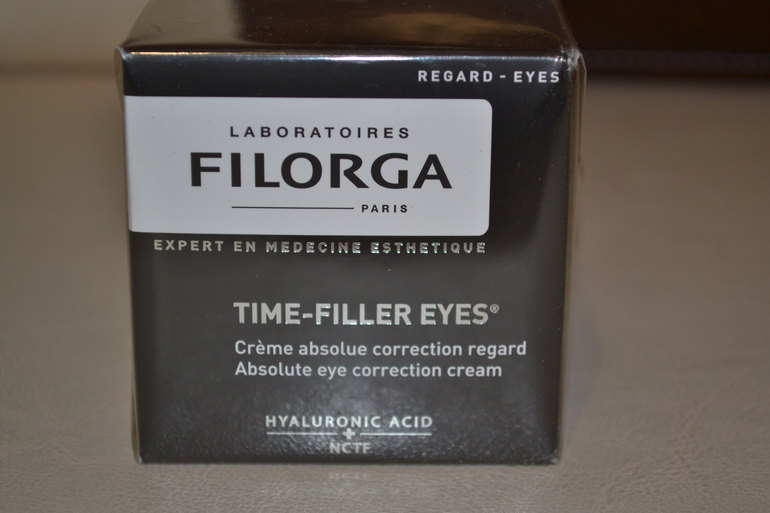 REGARD - EYES
LABORATOIRES
FILORGA
PARIS
EXPERT EN MEDECINE ESTHETIQUE
TIME-FILLER EYES®
Crème absolue correction regard
Absolute eye correction cream
HYALURONIC ACID
+
NCTF